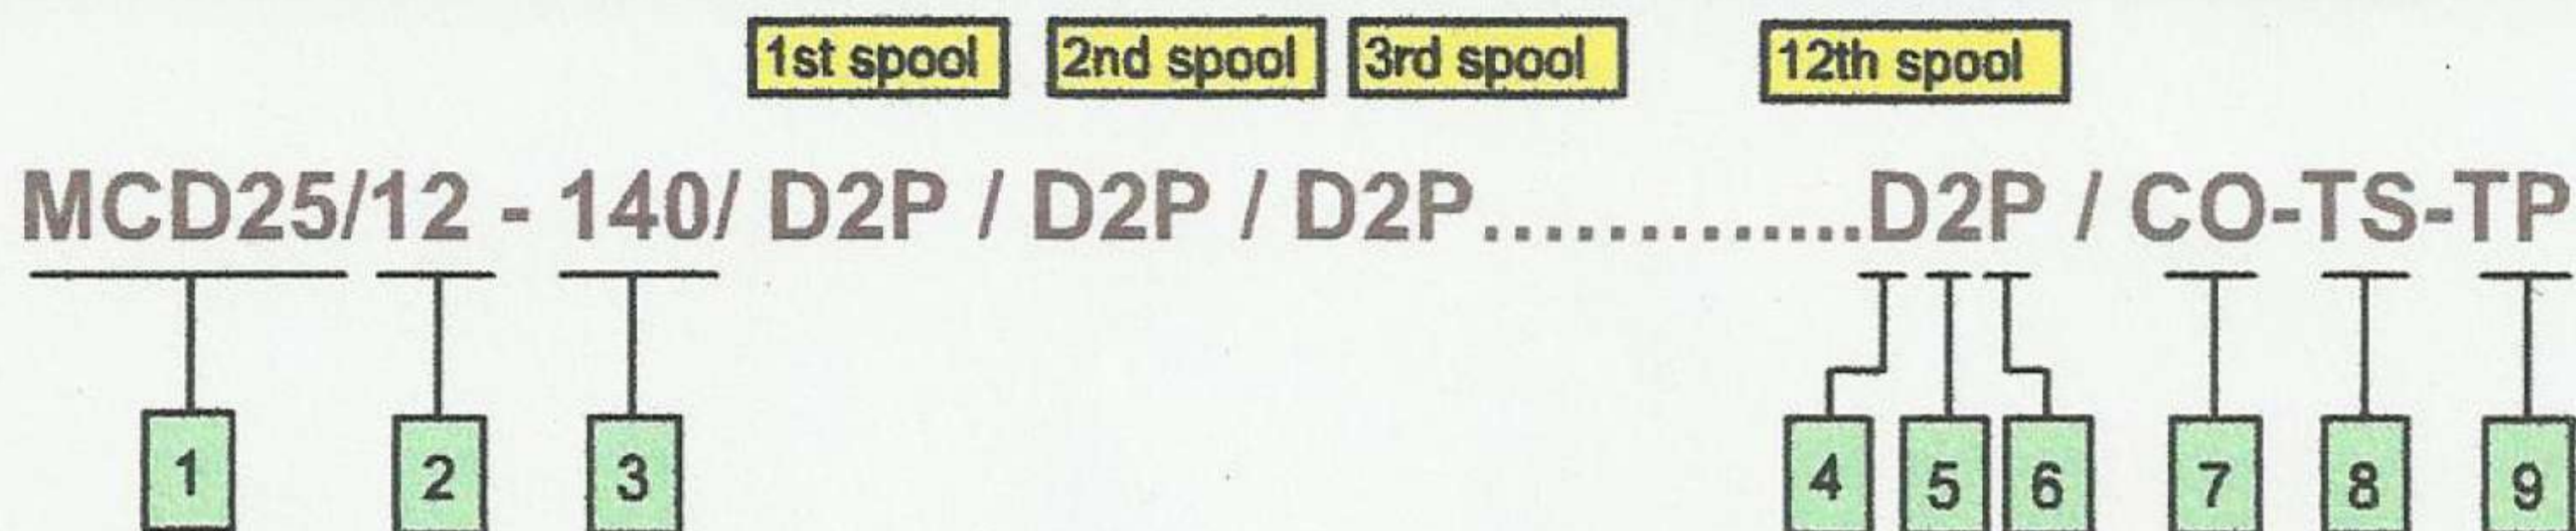 1st spool 2nd spool 3rd spool 12th spool
MCD25/12 - 140/ D2P / D2P / D2P.............D2P / CO-TS-TP
1 2 3 4 5 6 7 8 9